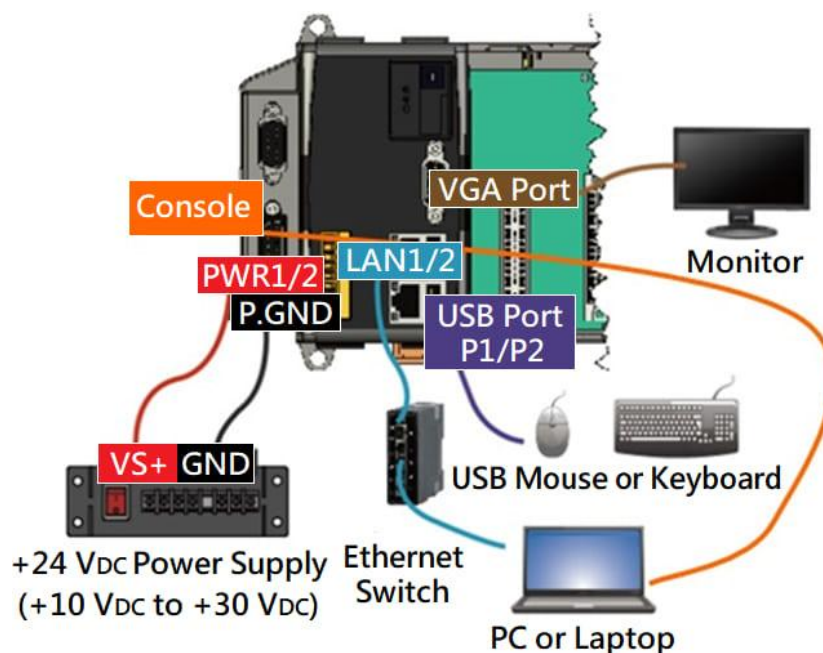 VGA Port
Console
Monitor
PWR1/2
LAN1/2
P.GND
USB Port
P1/P2
VS+
GND
USB Mouse or Keyboard
+24 VDC Power Supply
(+10 VDC to +30 VDC)
Ethernet
Switch
PC or Laptop